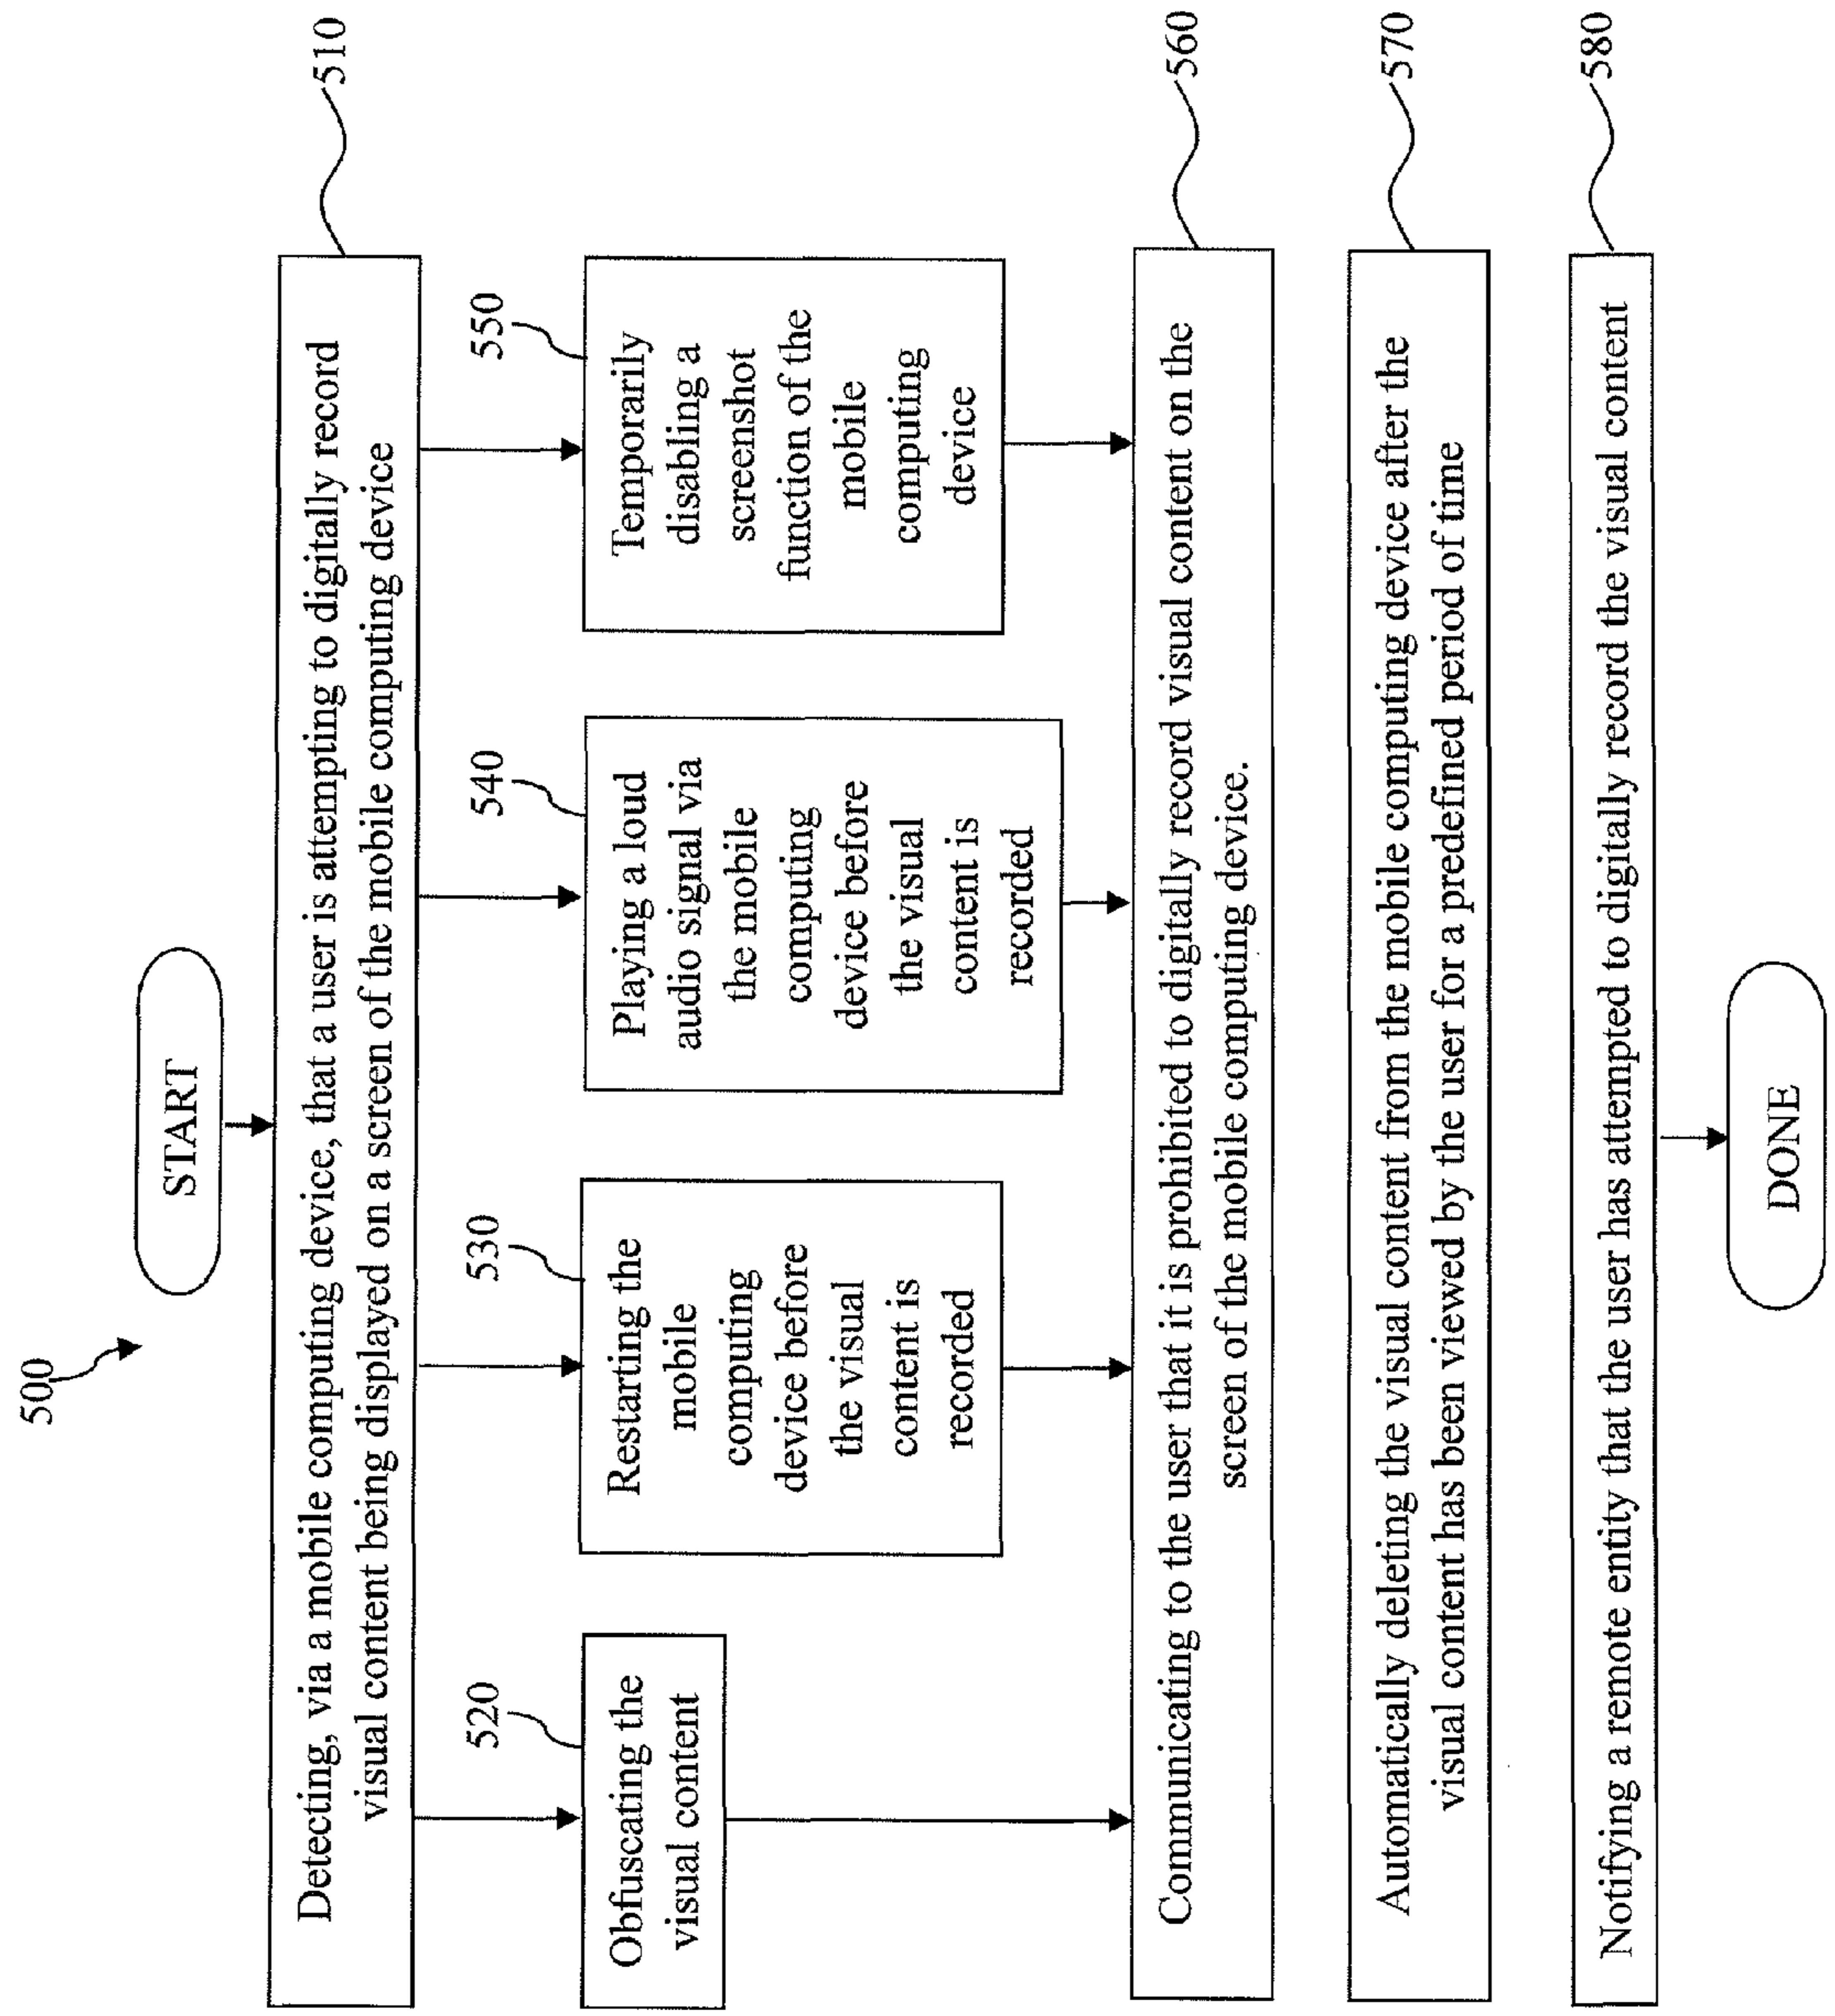 500
START
510
Detecting, via a mobile computing device, that a user is attempting to digitally record
visual content being displayed on a screen of the mobile computing device
520
Obfuscating the
visual content
530
Restarting the
mobile
computing
device before
the visual
content is
recorded
540
Playing a loud
audio signal via
the mobile
computing
device before
the visual
content is
recorded
550
Temporarily
disabling a
screenshot
function of the
mobile
computing
device
560
Communicating to the user that it is prohibited to digitally record visual content on the
screen of the mobile computing device.
570
Automatically deleting the visual content from the mobile computing device after the
visual content has been viewed by the user for a predefined period of time
580
Notifying a remote entity that the user has attempted to digitally record the visual content
DONE